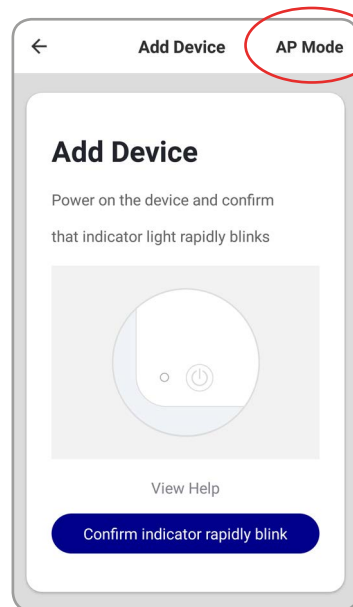 Add Device AP Mode
Add Device
Power on the device and confirm
that indicator light rapidly blinks
View Help
Confirm indicator rapidly blink